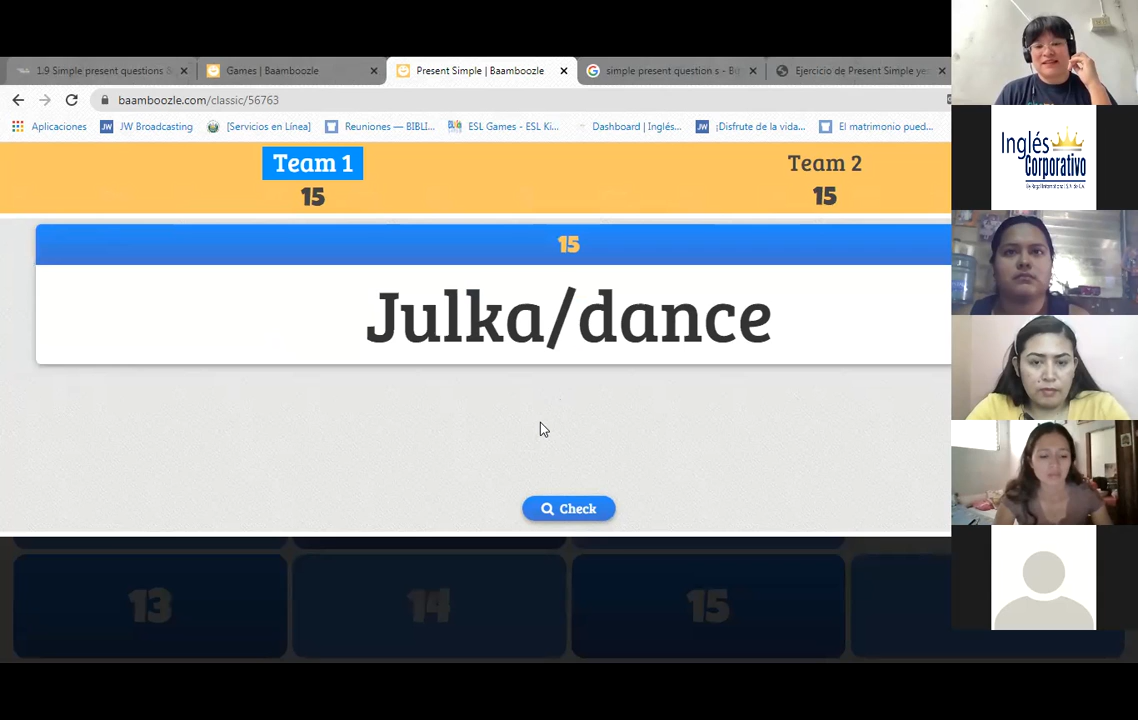 1.9 Simple present questions &
Games | Baamboozle
Present Simple | Baamboozle
simple present question s - B
Ejercicio de Present Simple ye
baamboozle.com/classic/56763
Aplicaciones
JW Broadcasting
[Servicios en Línea]
Reuniones — BIBLI...
ESL Games - ESL Ki...
Dashboard | Inglés...
¡Disfrute de la vida...
El matrimonio pued...
Team 1
15
Team 2
15
15
Julka/dance
Check
13
14
15
Inglés
Corporativo